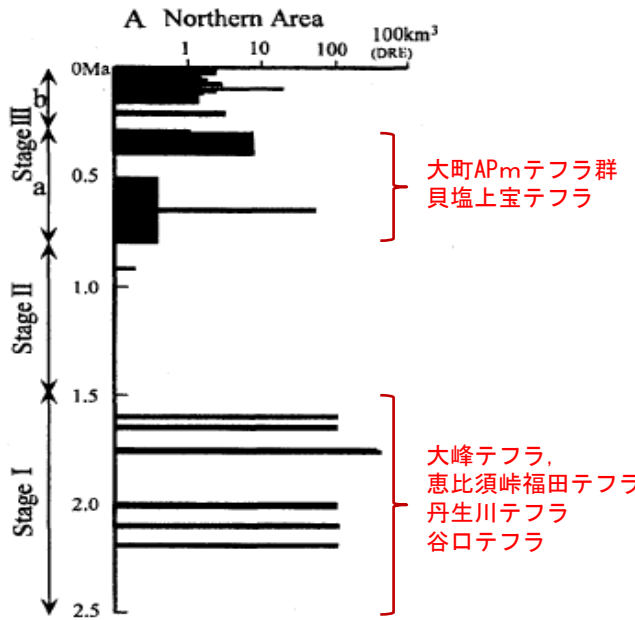 A Northern Area
1 10 100 100km³
(DRE)
0Ma
0.5
1.0
1.5
2.0
2.5
b
a
Stage III
Stage II
Stage I
大町APmテフラ群
貝塩上宝テフラ
大峰テフラ,
恵比須峠福田テフラ
丹生川テフラ
谷口テフラ